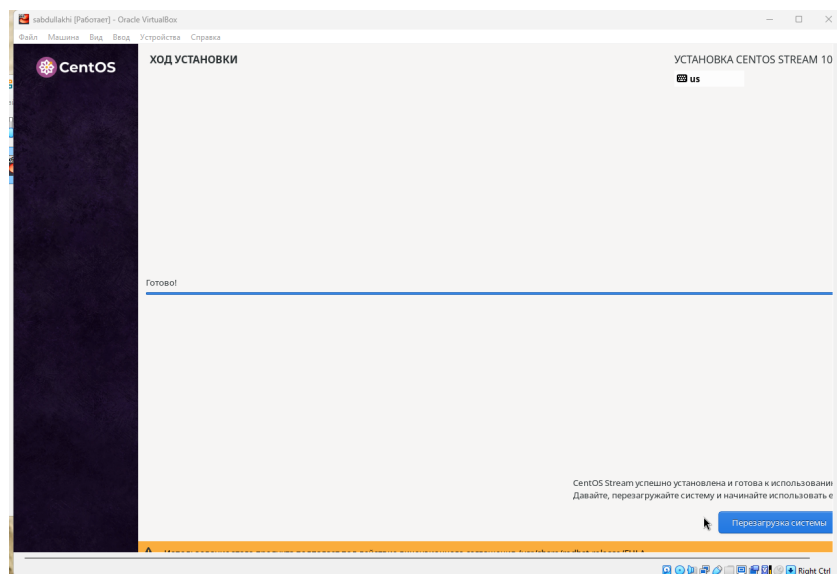 sabdullakhi [Работает] - Oracle VirtualBox
Файл Машина Вид Ввод Устройства Справка
CentOS
ХОД УСТАНОВКИ
УСТАНОВКА CENTOS STREAM 10
us
Готово!
CentOS Stream успешно установлена и готова к использовани
Давайте, перезагружайте систему и начинайте использовать е
Перезагрузка системы
Right Ctrl